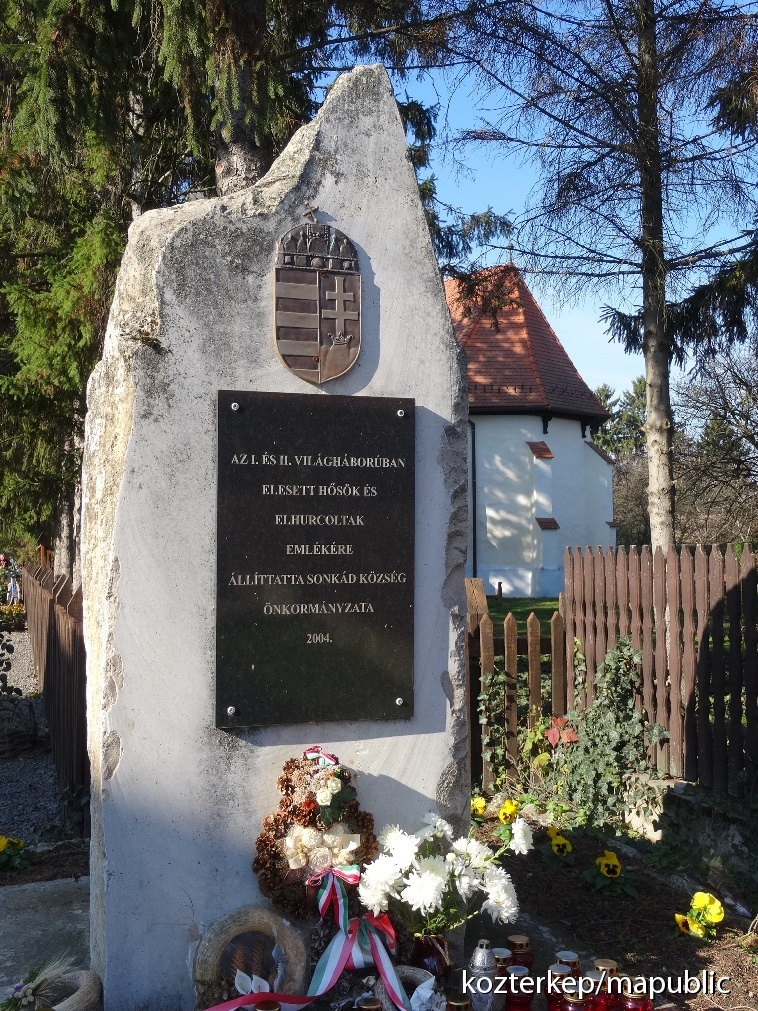 AZ I. ÉS II. VILÁGHÁBORÚBAN
ELESETT HŐSÖK ÉS
ELHURCOLTAK
EMLÉKÉRE
ÁLLÍTTATTA SONKÁD KÖZSÉG
ÖNKORMÁNYZATA
2004.
kozterkep/mapublic